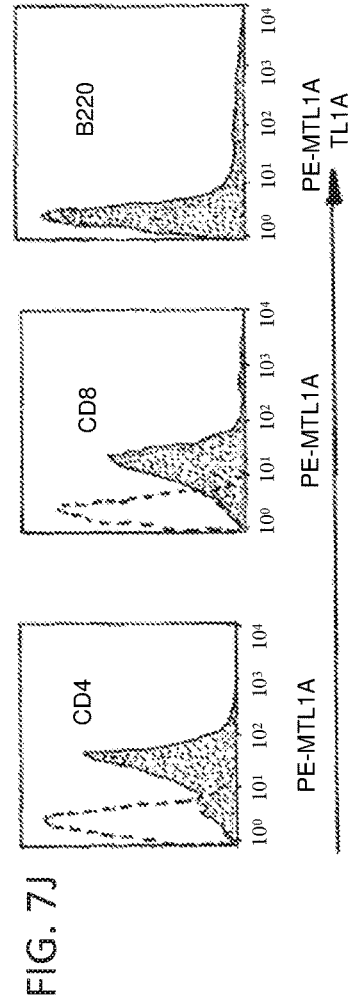 FIG. 7J
CD4
10⁰ 10¹ 10² 10³ 10⁴
PE-MTL1A
CD8
10⁰ 10¹ 10² 10³ 10⁴
PE-MTL1A
B220
10⁰ 10¹ 10² 10³ 10⁴
PE-MTL1A
TL1A